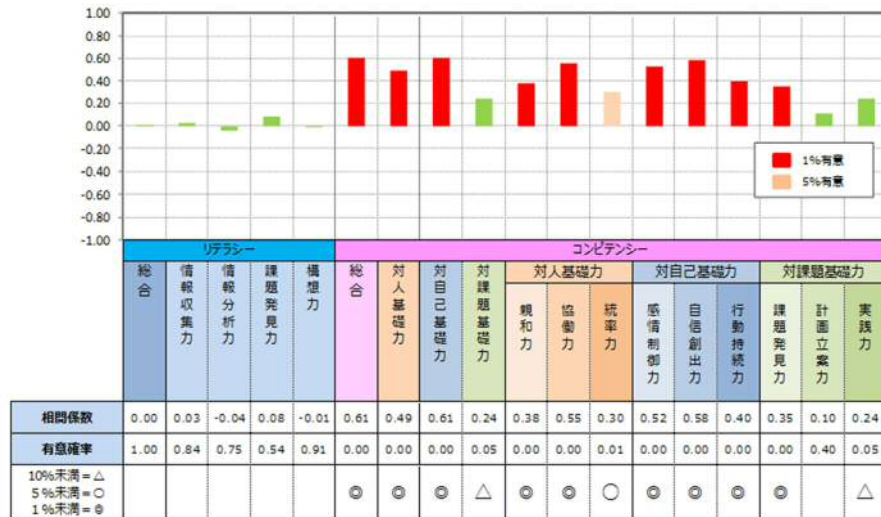 1.00
0.80
0.60
0.40
0.20
0.00
-0.20
-0.40
-0.60
-0.80
-1.00
1%有意
5%有意
リテラシー コンピテンシー
総合 情報収集力 情報分析力 課題発見力 構想力 総合 対人基礎力 対自己基礎力 対課題基礎力 対人基礎力 対自己基礎力 対課題基礎力
親和力 協働力 統率力 感情制御力 自信創出力 行動持続力 課題発見力 計画立案力 実践力
相関係数 0.00 0.03 -0.04 0.08 -0.01 0.61 0.49 0.61 0.24 0.38 0.55 0.30 0.52 0.58 0.40 0.35 0.10 0.24
有意確率 1.00 0.84 0.75 0.54 0.91 0.00 0.00 0.00 0.05 0.00 0.00 0.01 0.00 0.00 0.00 0.00 0.40 0.05
10%未満=△
5%未満=○
1%未満=◎
◎ ◎ ◎ △ ◎ ◎ ○ ◎ ◎ ◎ ◎ △